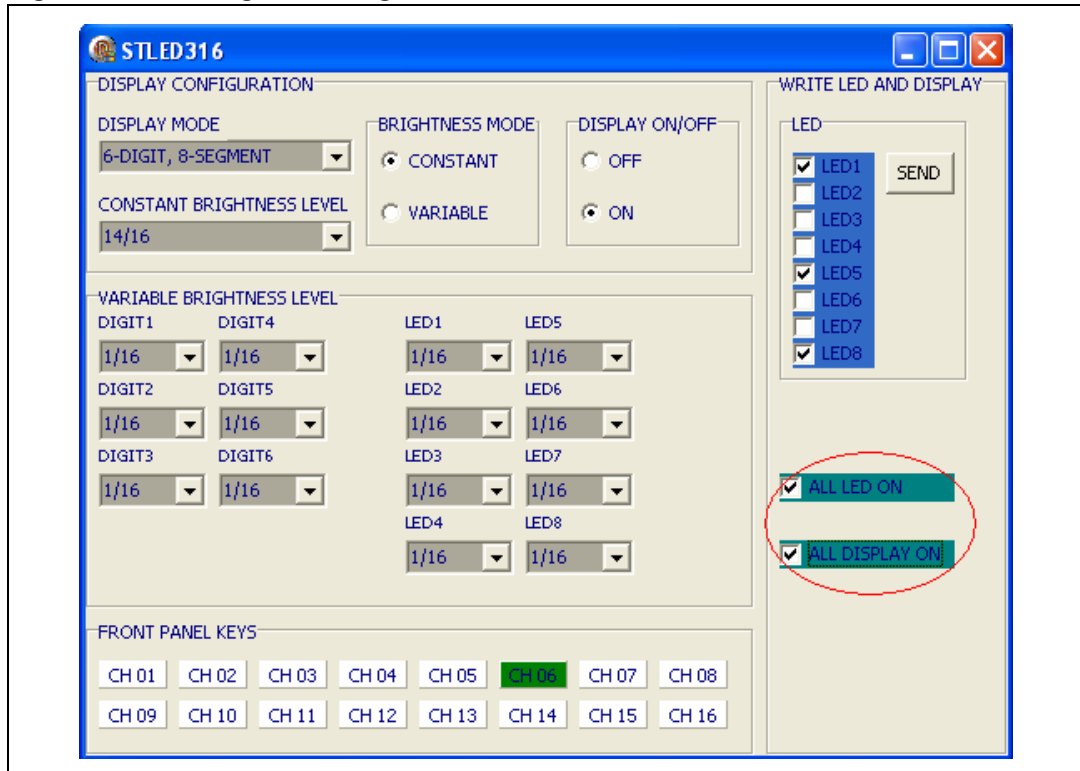 STLED316
DISPLAY CONFIGURATION
DISPLAY MODE
6-DIGIT, 8-SEGMENT
CONSTANT BRIGHTNESS LEVEL
14/16
BRIGHTNESS MODE
CONSTANT
VARIABLE
DISPLAY ON/OFF
OFF
ON
VARIABLE BRIGHTNESS LEVEL
DIGIT1 DIGIT4 LED1 LED5
1/16 1/16 1/16 1/16
DIGIT2 DIGIT5 LED2 LED6
1/16 1/16 1/16 1/16
DIGIT3 DIGIT6 LED3 LED7
1/16 1/16 1/16 1/16
LED4 LED8
1/16 1/16
FRONT PANEL KEYS
CH 01 CH 02 CH 03 CH 04 CH 05 CH 06 CH 07 CH 08
CH 09 CH 10 CH 11 CH 12 CH 13 CH 14 CH 15 CH 16
WRITE LED AND DISPLAY
LED
LED1
LED2
LED3
LED4
LED5
LED6
LED7
LED8
SEND
ALL LED ON
ALL DISPLAY ON